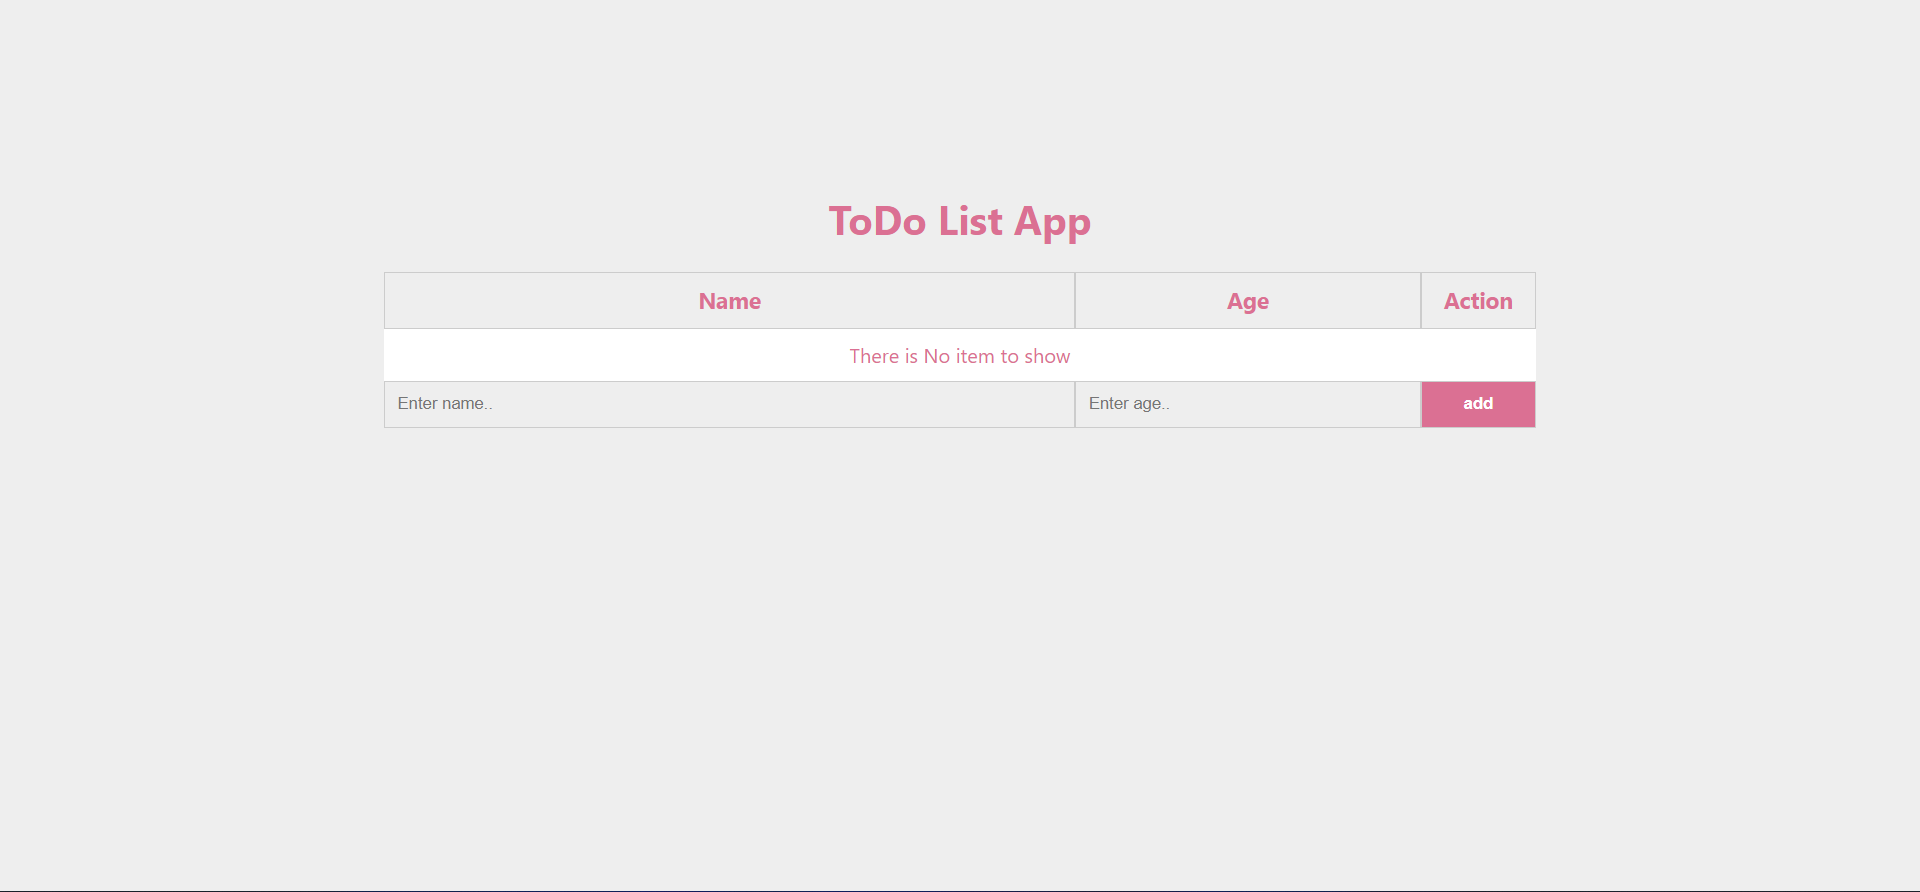 ToDo List App
Name Age Action
There is No item to show
Enter name.. Enter age.. add